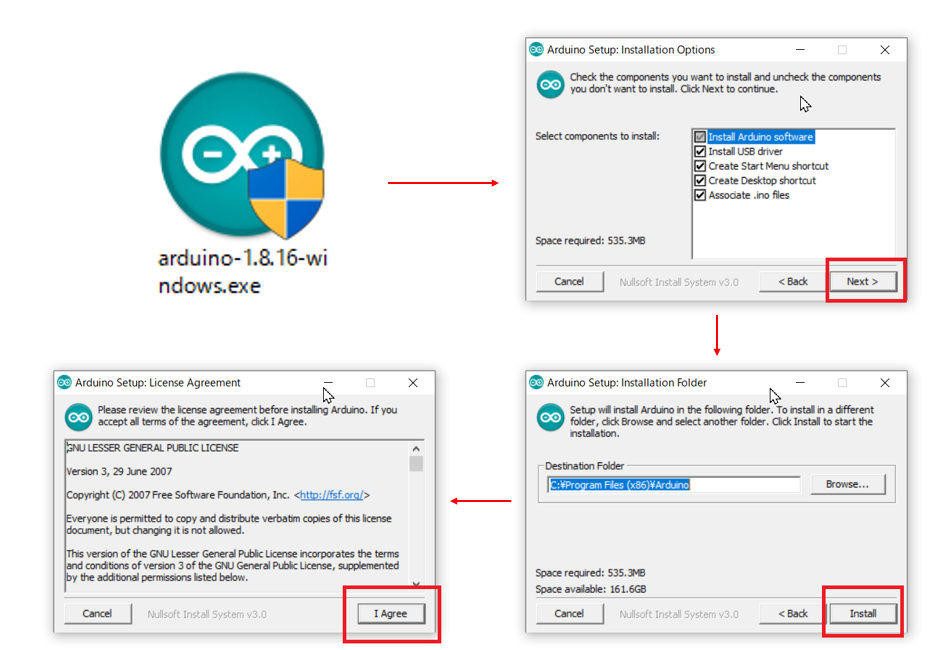 arduino-1.8.16-wi
ndows.exe
Arduino Setup: Installation Options
Check the components you want to install and uncheck the components
you don't want to install. Click Next to continue.
Select components to install:
Install Arduino software
Install USB driver
Create Start Menu shortcut
Create Desktop shortcut
Associate .ino files
Space required: 535.3MB
Cancel
Nullsoft Install System v3.0
< Back
Next >
Arduino Setup: Installation Folder
Setup will install Arduino in the following folder. To install in a different
folder, click Browse and select another folder. Click Install to start the
installation.
Destination Folder
C:¥Program Files (x86)¥Arduino
Browse...
Space required: 535.3MB
Space available: 161.6GB
Cancel
Nullsoft Install System v3.0
< Back
Install
Arduino Setup: License Agreement
Please review the license agreement before installing Arduino. If you
accept all terms of the agreement, click I Agree.
GNU LESSER GENERAL PUBLIC LICENSE
Version 3, 29 June 2007
Copyright (C) 2007 Free Software Foundation, Inc. <http://fsf.org/>
Everyone is permitted to copy and distribute verbatim copies of this license
document, but changing it is not allowed.
This version of the GNU Lesser General Public License incorporates the terms
and conditions of version 3 of the GNU General Public License, supplemented
by the additional permissions listed below.
Cancel
Nullsoft Install System v3.0
I Agree